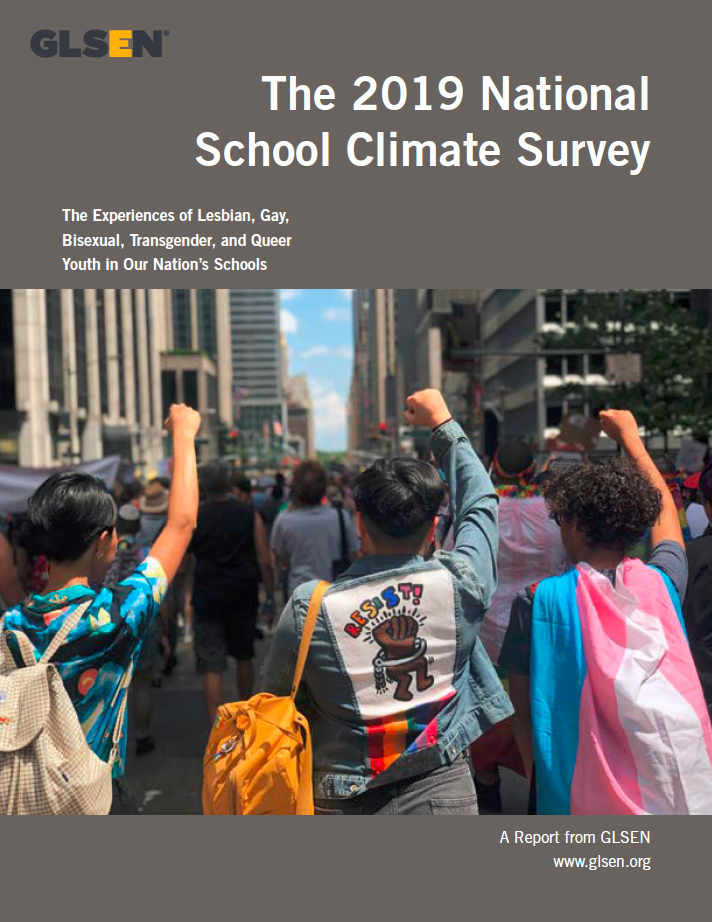 GLSEN®
The 2019 National
School Climate Survey
The Experiences of Lesbian, Gay,
Bisexual, Transgender, and Queer
Youth in Our Nation’s Schools
RESIST!
A Report from GLSEN
www.glsen.org